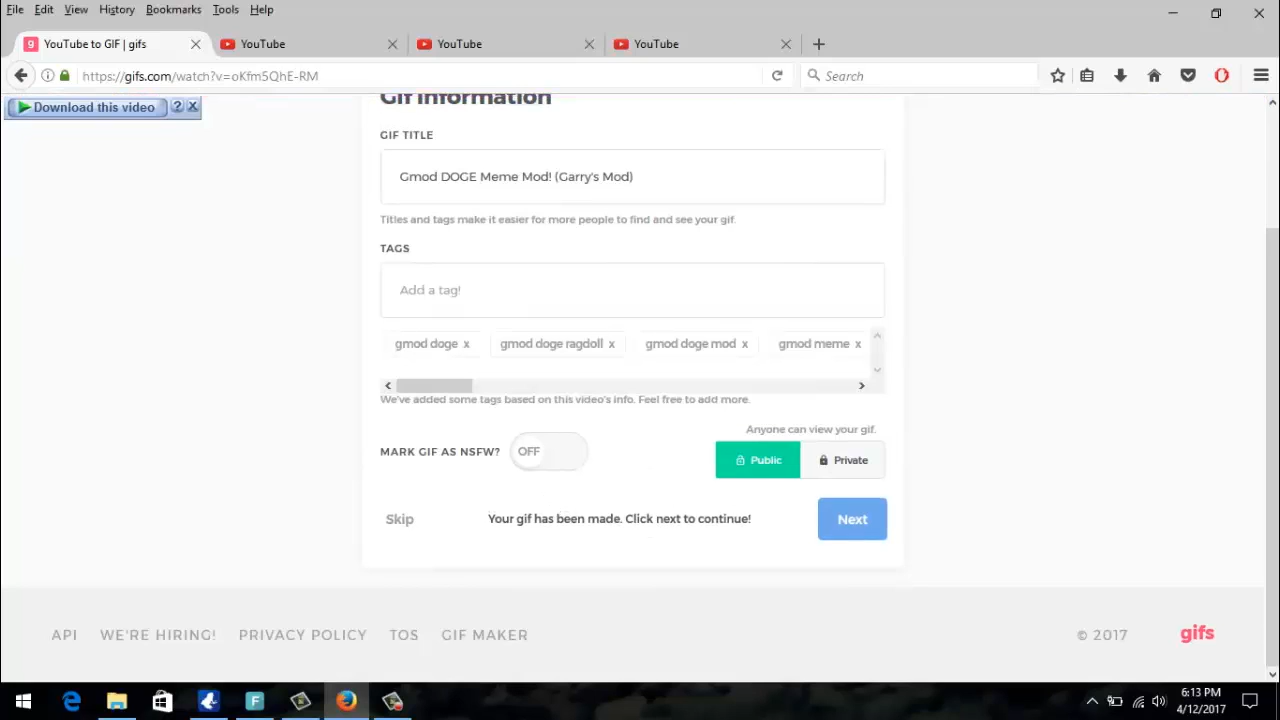 File Edit View History Bookmarks Tools Help
g YouTube to GIF | gifs
YouTube
YouTube
YouTube
https://gifs.com/watch?v=oKfm5QhE-RM
Search
Download this video ? X
Gif Information
GIF TITLE
Gmod DOGE Meme Mod! (Garry's Mod)
Titles and tags make it easier for more people to find and see your gif.
TAGS
Add a tag!
gmod doge x gmod doge ragdoll x gmod doge mod x gmod meme x
We've added some tags based on this video's info. Feel free to add more.
Anyone can view your gif.
MARK GIF AS NSFW? OFF Public Private
Skip Your gif has been made. Click next to continue! Next
API WE'RE HIRING! PRIVACY POLICY TOS GIF MAKER © 2017 gifs
6:13 PM
4/12/2017